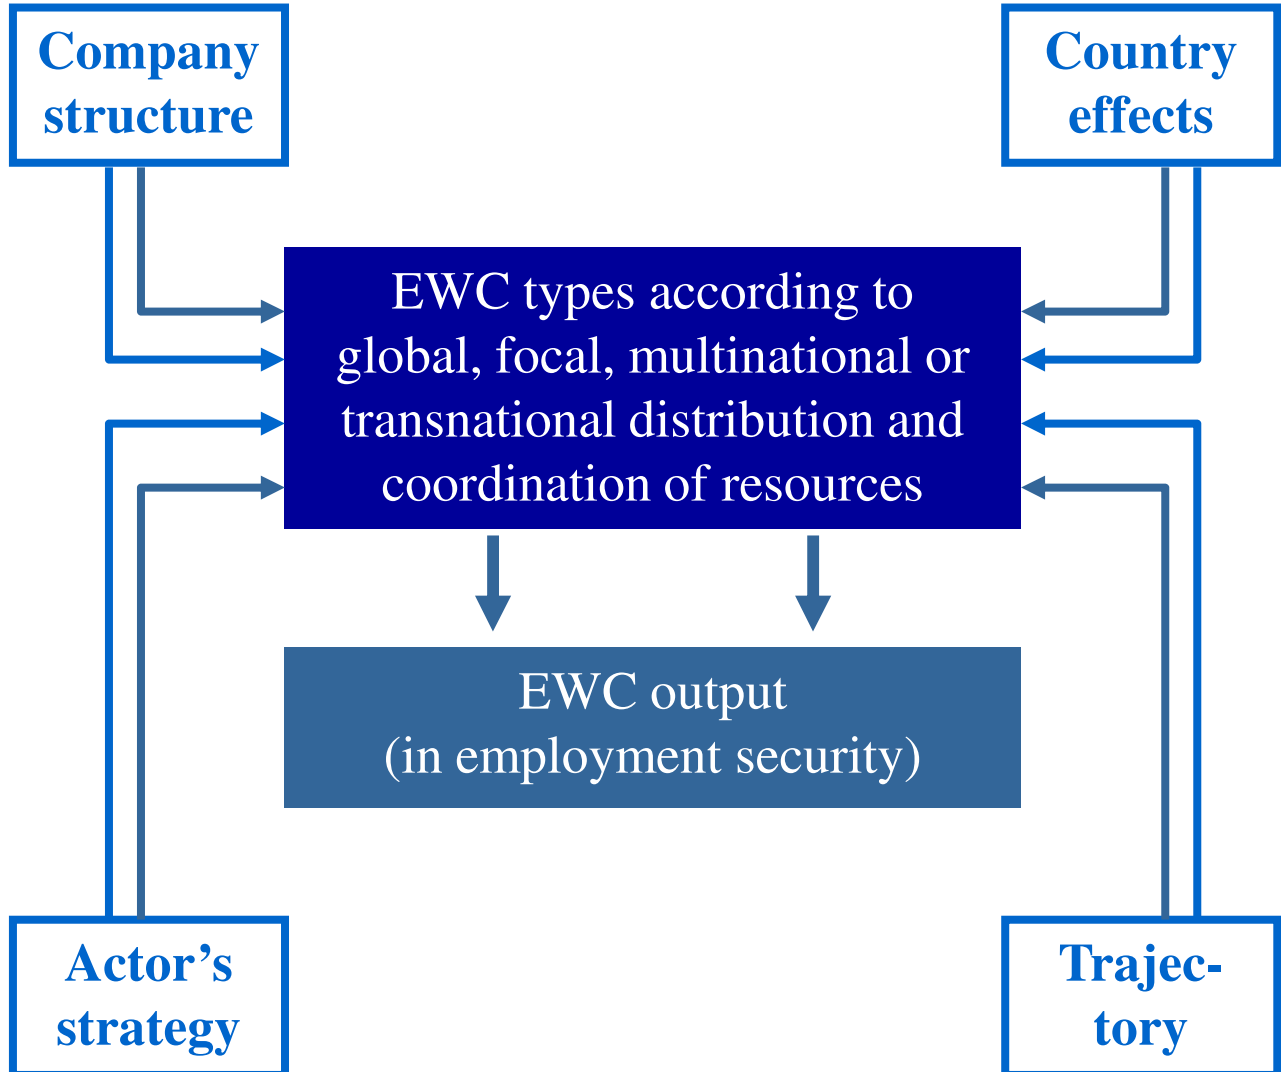 Company
structure
Country
effects
EWC types according to
global, focal, multinational or
transnational distribution and
coordination of resources
EWC output
(in employment security)
Actor’s
strategy
Trajec-
tory